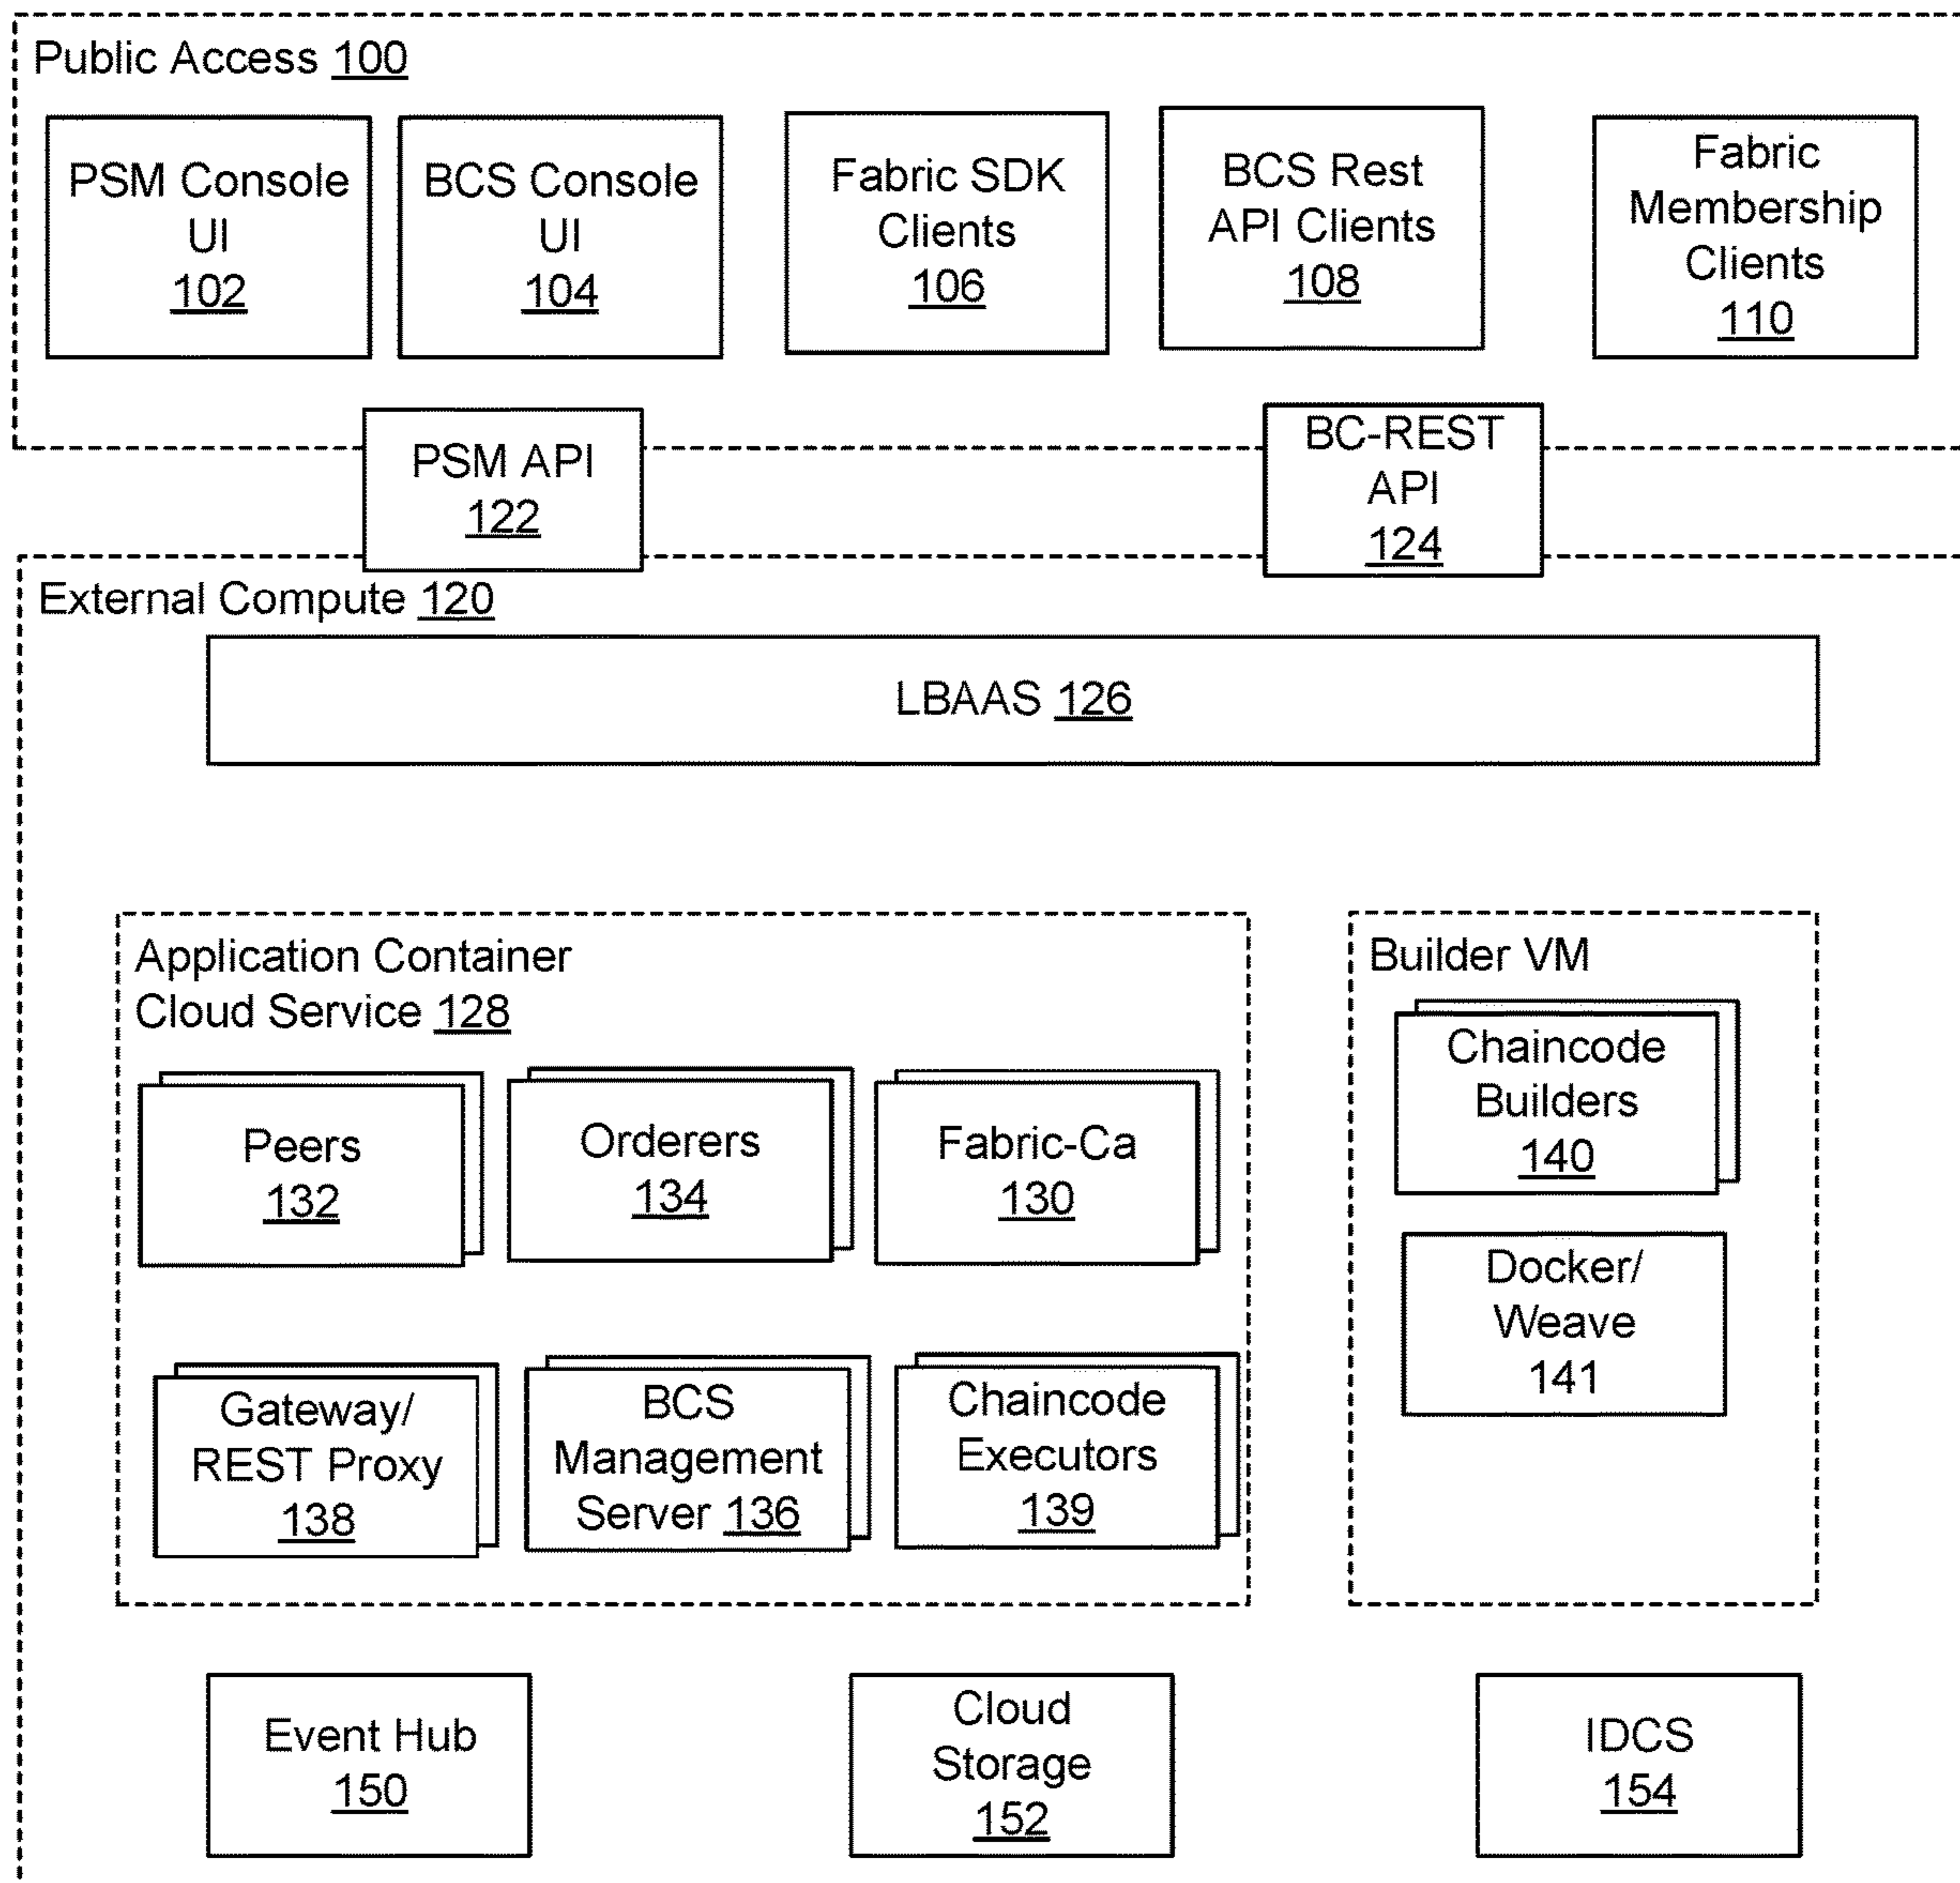 Public Access 100
PSM Console
UI
102
BCS Console
UI
104
Fabric SDK
Clients
106
BCS Rest
API Clients
108
Fabric
Membership
Clients
110
PSM API
122
BC-REST
API
124
External Compute 120
LBAAS 126
Application Container
Cloud Service 128
Peers
132
Orderers
134
Fabric-Ca
130
Gateway/
REST Proxy
138
BCS
Management
Server 136
Chaincode
Executors
139
Builder VM
Chaincode
Builders
140
Docker/
Weave
141
Event Hub
150
Cloud
Storage
152
IDCS
154